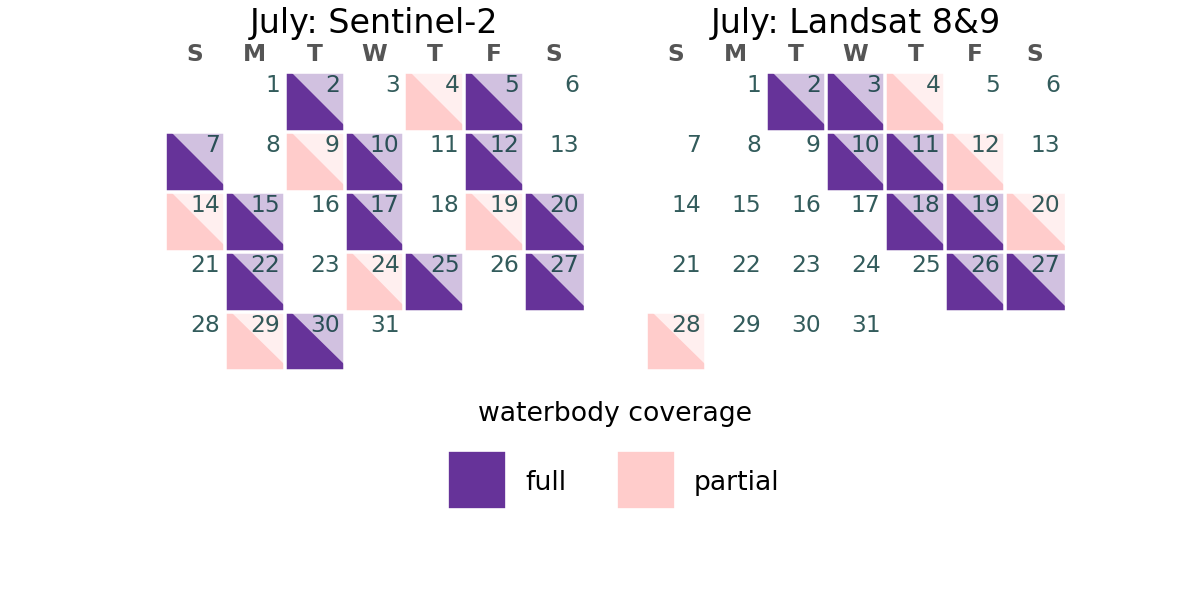 July: Sentinel-2
S M T W T F S
1 2 3 4 5 6
7 8 9 10 11 12 13
14 15 16 17 18 19 20
21 22 23 24 25 26 27
28 29 30 31
July: Landsat 8&9
S M T W T F S
1 2 3 4 5 6
7 8 9 10 11 12 13
14 15 16 17 18 19 20
21 22 23 24 25 26 27
28 29 30 31
waterbody coverage
full partial